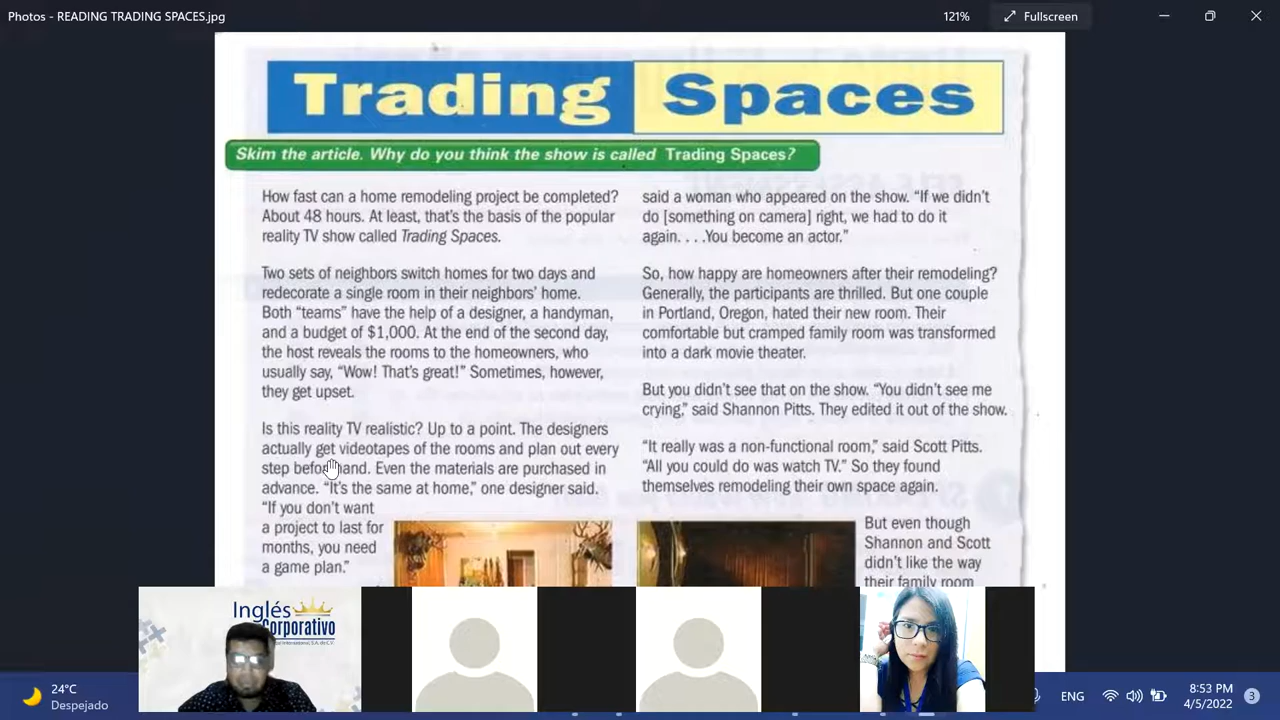 Photos - READING TRADING SPACES.jpg
121%
Fullscreen
Trading Spaces
Skim the article. Why do you think the show is called Trading Spaces?
How fast can a home remodeling project be completed?
About 48 hours. At least, that's the basis of the popular
reality TV show called Trading Spaces.
Two sets of neighbors switch homes for two days and
redecorate a single room in their neighbors' home.
Both “teams” have the help of a designer, a handyman,
and a budget of $1,000. At the end of the second day,
the host reveals the rooms to the homeowners, who
usually say, “Wow! That's great!” Sometimes, however,
they get upset.
Is this reality TV realistic? Up to a point. The designers
actually get videotapes of the rooms and plan out every
step beforehand. Even the materials are purchased in
advance. “It's the same at home,” one designer said.
“If you don't want
a project to last for
months, you need
a game plan.”
said a woman who appeared on the show. “If we didn't
do [something on camera] right, we had to do it
again. . . .You become an actor.”
So, how happy are homeowners after their remodeling?
Generally, the participants are thrilled. But one couple
in Portland, Oregon, hated their new room. Their
comfortable but cramped family room was transformed
into a dark movie theater.
But you didn't see that on the show. “You didn't see me
crying,” said Shannon Pitts. They edited it out of the show.
“It really was a non-functional room,” said Scott Pitts.
“All you could do was watch TV.” So they found
themselves remodeling their own space again.
But even though
Shannon and Scott
didn't like the way
their family room
Inglés
Corporativo
24°C
Despejado
ENG
8:53 PM
4/5/2022
3